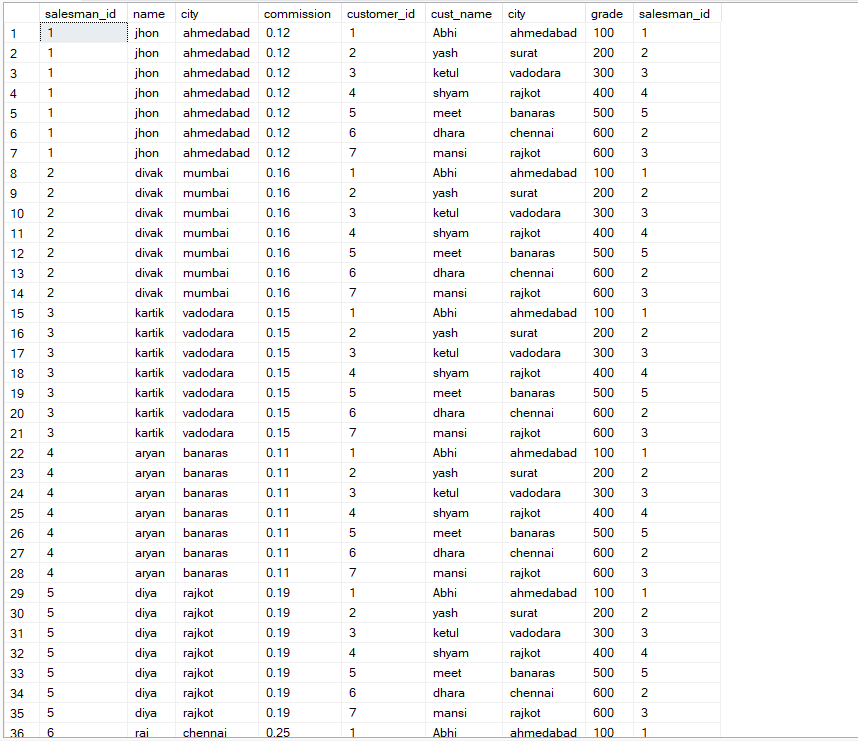 salesman_id name city commission customer_id cust_name city grade salesman_id
1 1 jhon ahmedabad 0.12 1 Abhi ahmedabad 100 1
2 1 jhon ahmedabad 0.12 2 yash surat 200 2
3 1 jhon ahmedabad 0.12 3 ketul vadodara 300 3
4 1 jhon ahmedabad 0.12 4 shyam rajkot 400 4
5 1 jhon ahmedabad 0.12 5 meet banaras 500 5
6 1 jhon ahmedabad 0.12 6 dhara chennai 600 2
7 1 jhon ahmedabad 0.12 7 mansi rajkot 600 3
8 2 divak mumbai 0.16 1 Abhi ahmedabad 100 1
9 2 divak mumbai 0.16 2 yash surat 200 2
10 2 divak mumbai 0.16 3 ketul vadodara 300 3
11 2 divak mumbai 0.16 4 shyam rajkot 400 4
12 2 divak mumbai 0.16 5 meet banaras 500 5
13 2 divak mumbai 0.16 6 dhara chennai 600 2
14 2 divak mumbai 0.16 7 mansi rajkot 600 3
15 3 kartik vadodara 0.15 1 Abhi ahmedabad 100 1
16 3 kartik vadodara 0.15 2 yash surat 200 2
17 3 kartik vadodara 0.15 3 ketul vadodara 300 3
18 3 kartik vadodara 0.15 4 shyam rajkot 400 4
19 3 kartik vadodara 0.15 5 meet banaras 500 5
20 3 kartik vadodara 0.15 6 dhara chennai 600 2
21 3 kartik vadodara 0.15 7 mansi rajkot 600 3
22 4 aryan banaras 0.11 1 Abhi ahmedabad 100 1
23 4 aryan banaras 0.11 2 yash surat 200 2
24 4 aryan banaras 0.11 3 ketul vadodara 300 3
25 4 aryan banaras 0.11 4 shyam rajkot 400 4
26 4 aryan banaras 0.11 5 meet banaras 500 5
27 4 aryan banaras 0.11 6 dhara chennai 600 2
28 4 aryan banaras 0.11 7 mansi rajkot 600 3
29 5 diya rajkot 0.19 1 Abhi ahmedabad 100 1
30 5 diya rajkot 0.19 2 yash surat 200 2
31 5 diya rajkot 0.19 3 ketul vadodara 300 3
32 5 diya rajkot 0.19 4 shyam rajkot 400 4
33 5 diya rajkot 0.19 5 meet banaras 500 5
34 5 diya rajkot 0.19 6 dhara chennai 600 2
35 5 diya rajkot 0.19 7 mansi rajkot 600 3
36 6 raj chennai 0.25 1 Abhi ahmedabad 100 1